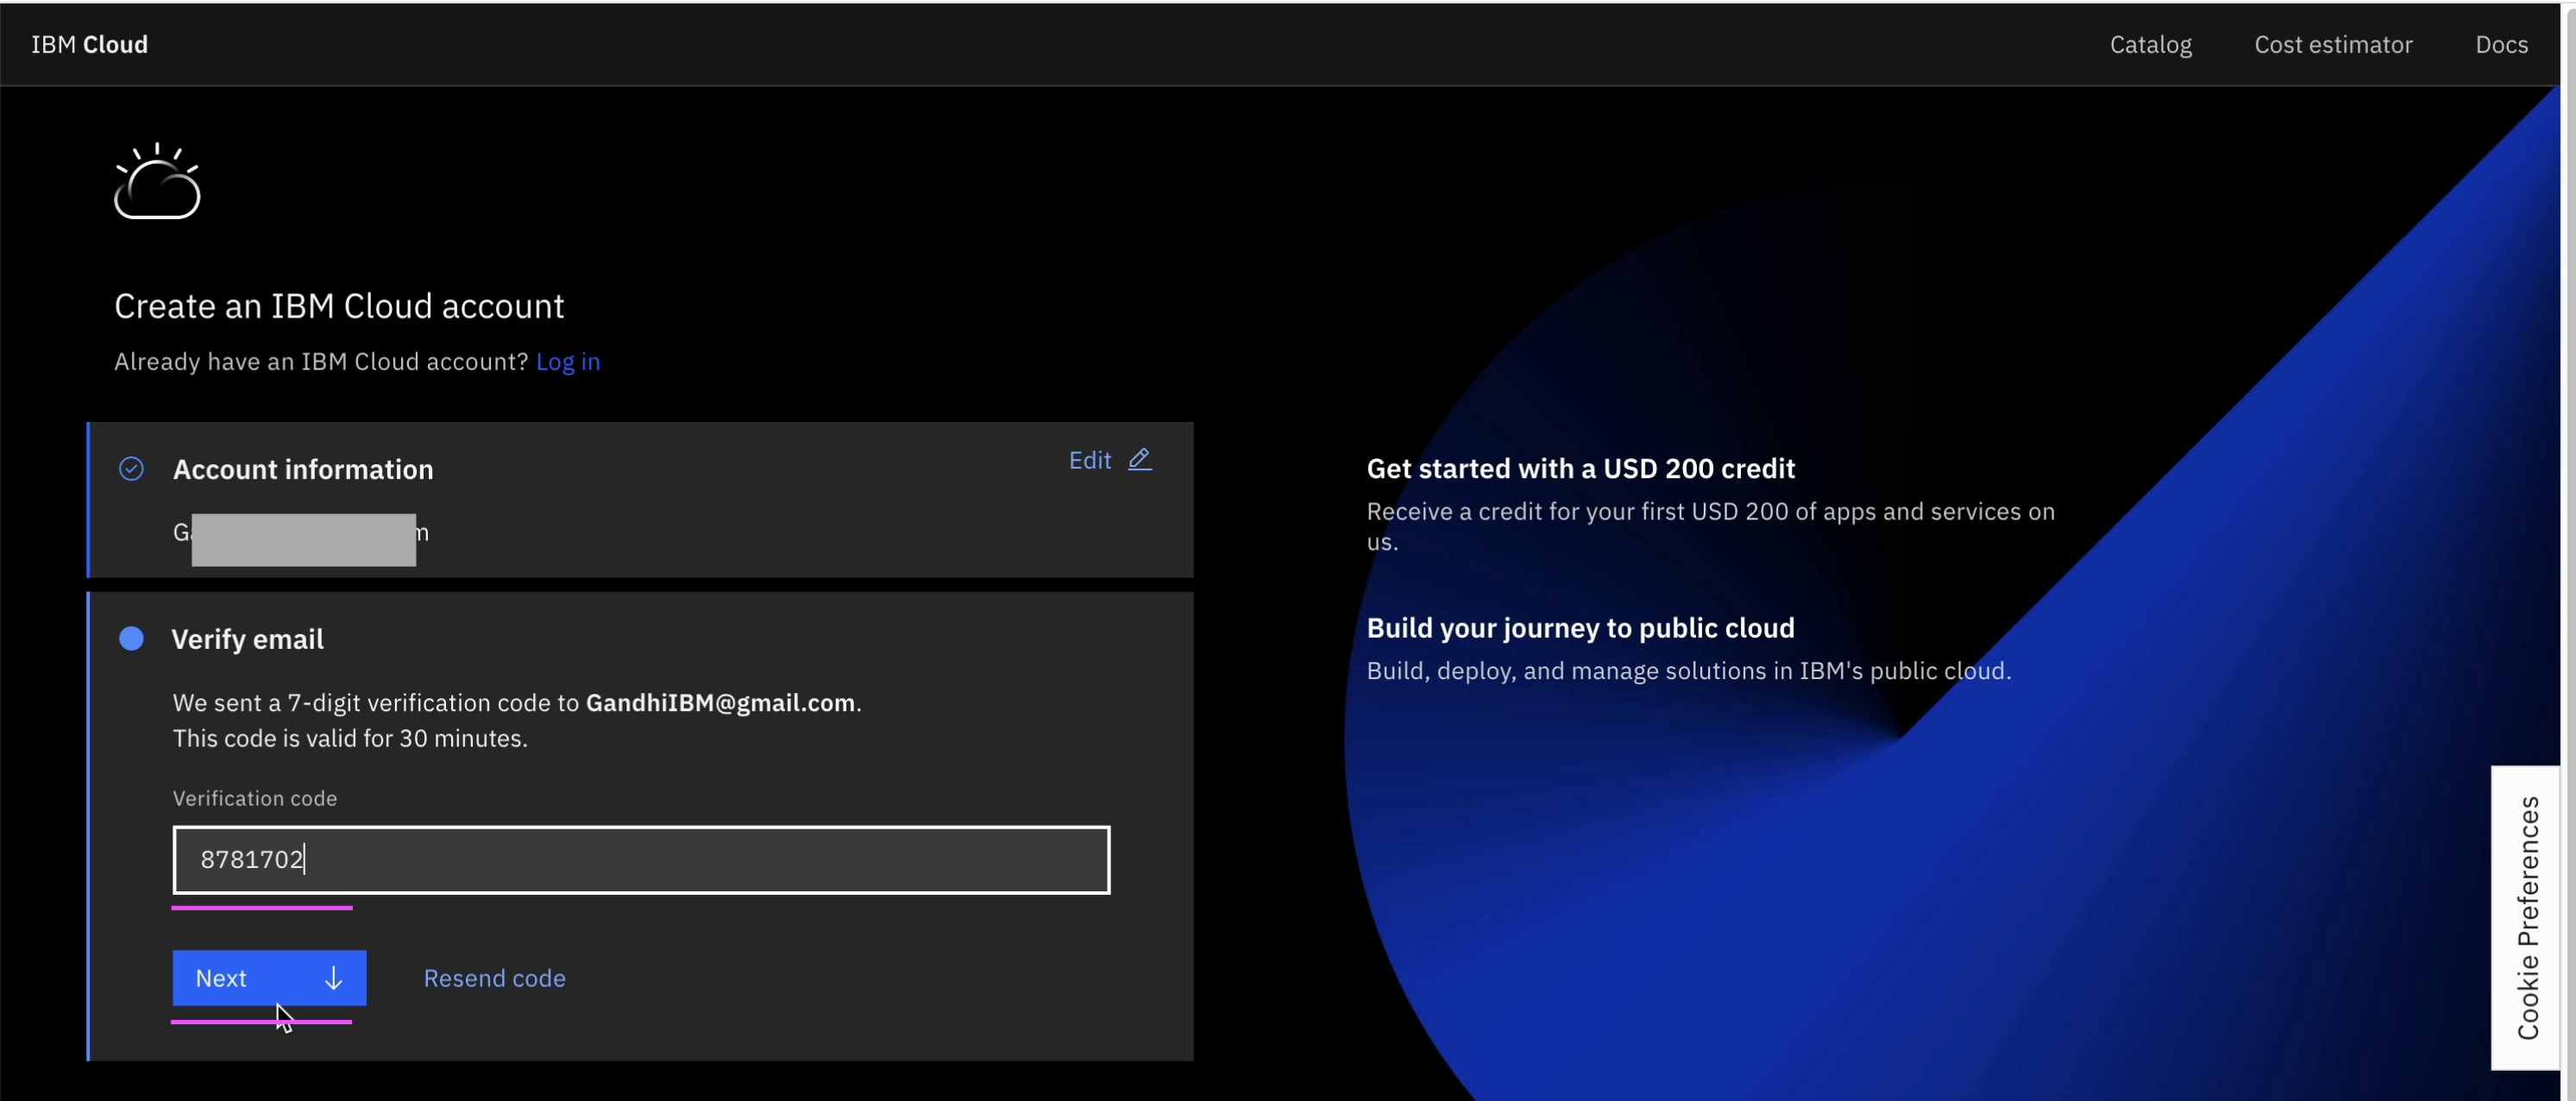 IBM Cloud
Catalog
Cost estimator
Docs
Create an IBM Cloud account
Already have an IBM Cloud account? Log in
Account information
Edit
Verify email
We sent a 7-digit verification code to GandhiIBM@gmail.com.
This code is valid for 30 minutes.
Verification code
8781702
Next
Resend code
Get started with a USD 200 credit
Receive a credit for your first USD 200 of apps and services on
us.
Build your journey to public cloud
Build, deploy, and manage solutions in IBM's public cloud.
Cookie Preferences